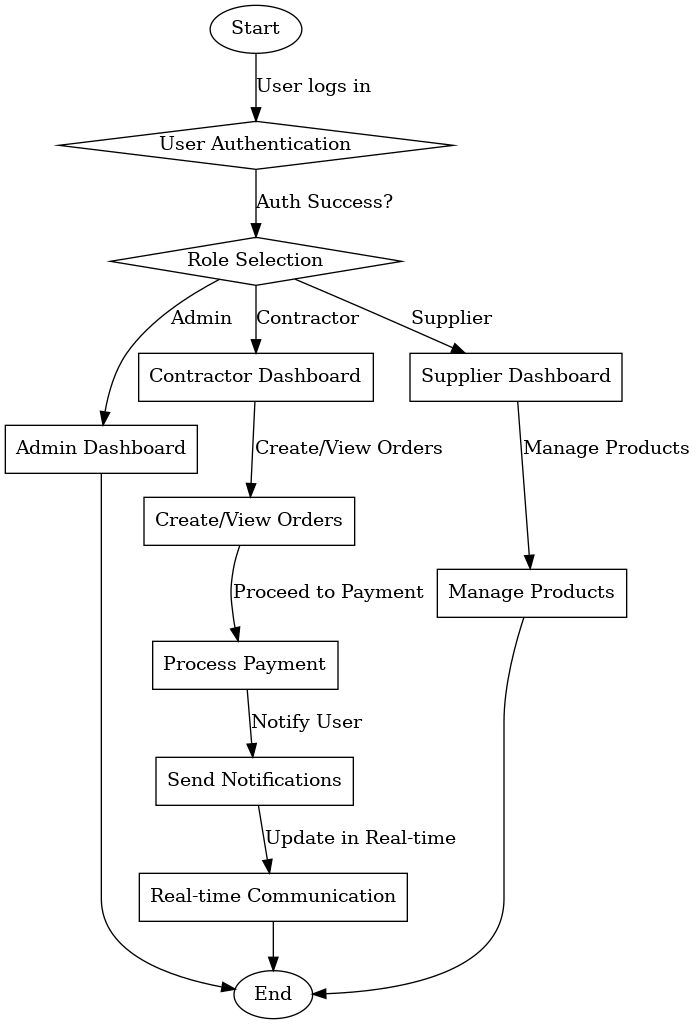 Start
User logs in
User Authentication
Auth Success?
Role Selection
Admin
Contractor
Supplier
Contractor Dashboard
Supplier Dashboard
Admin Dashboard
Create/View Orders
Manage Products
Create/View Orders
Proceed to Payment
Manage Products
Process Payment
Notify User
Send Notifications
Update in Real-time
Real-time Communication
End